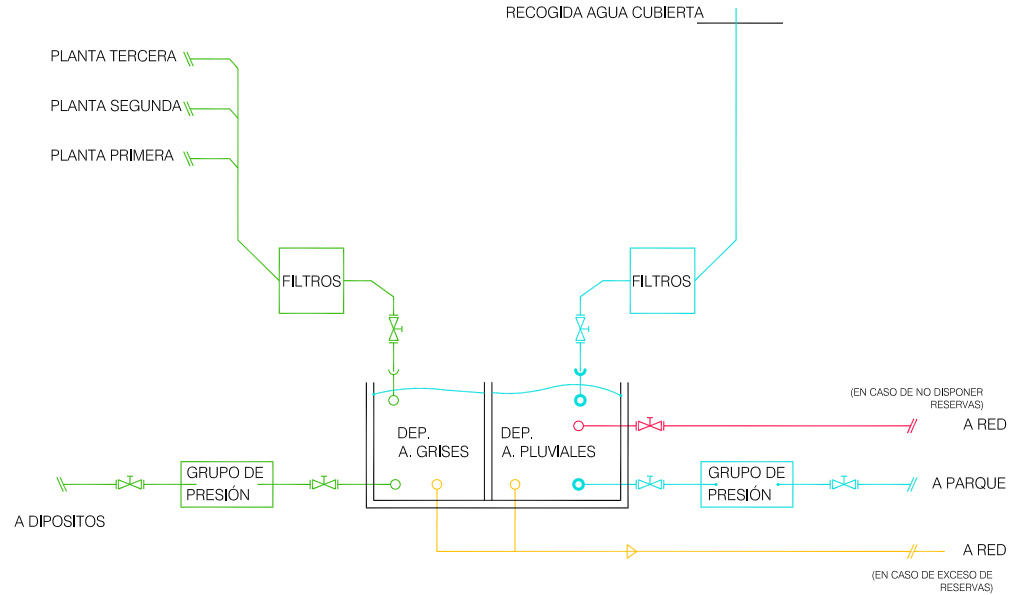 RECOGIDA AGUA CUBIERTA
PLANTA TERCERA
PLANTA SEGUNDA
PLANTA PRIMERA
FILTROS
FILTROS
(EN CASO DE NO DISPONER
RESERVAS)
A RED
DEP.
A. GRISES
DEP.
A. PLUVIALES
GRUPO DE
PRESIÓN
GRUPO DE
PRESIÓN
A PARQUE
A DIPOSITOS
A RED
(EN CASO DE EXCESO DE
RESERVAS)